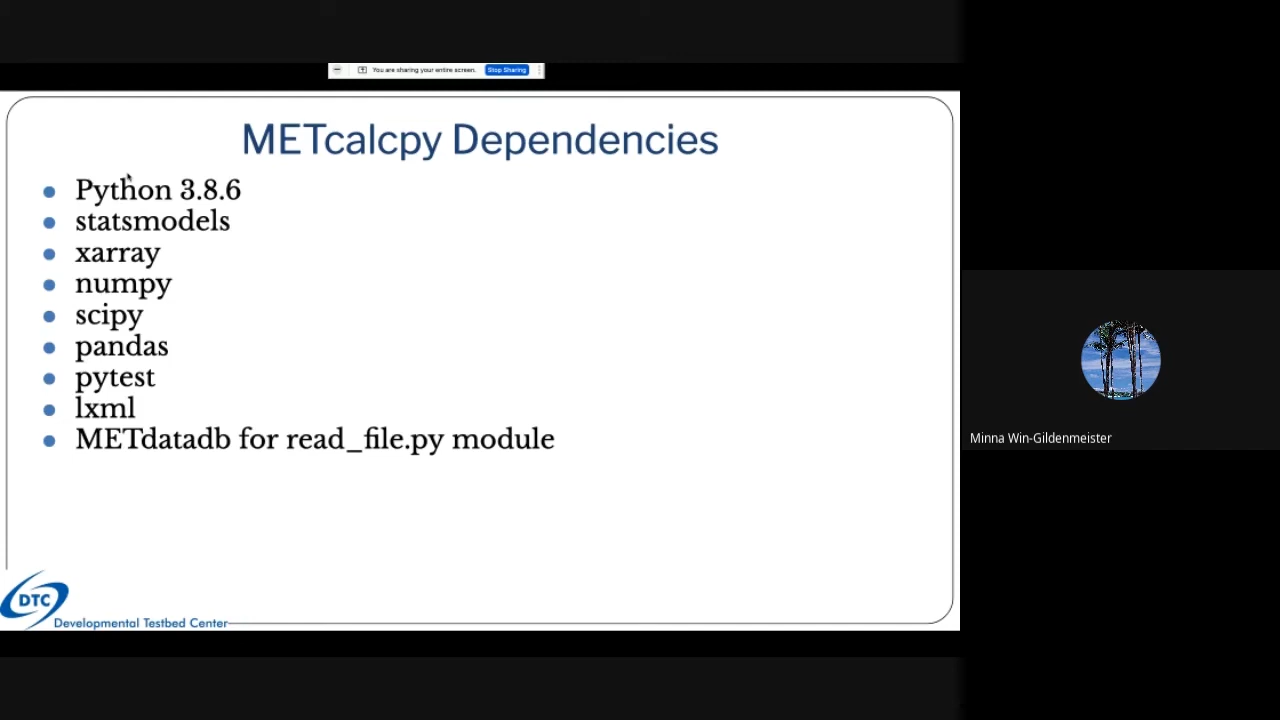 You are sharing your entire screen. Stop Sharing
METcalcpy Dependencies
Python 3.8.6
statsmodels
xarray
numpy
scipy
pandas
pytest
lxml
METdatadb for read_file.py module
Minna Win-Gildenmeister
DTC
Developmental Testbed Center